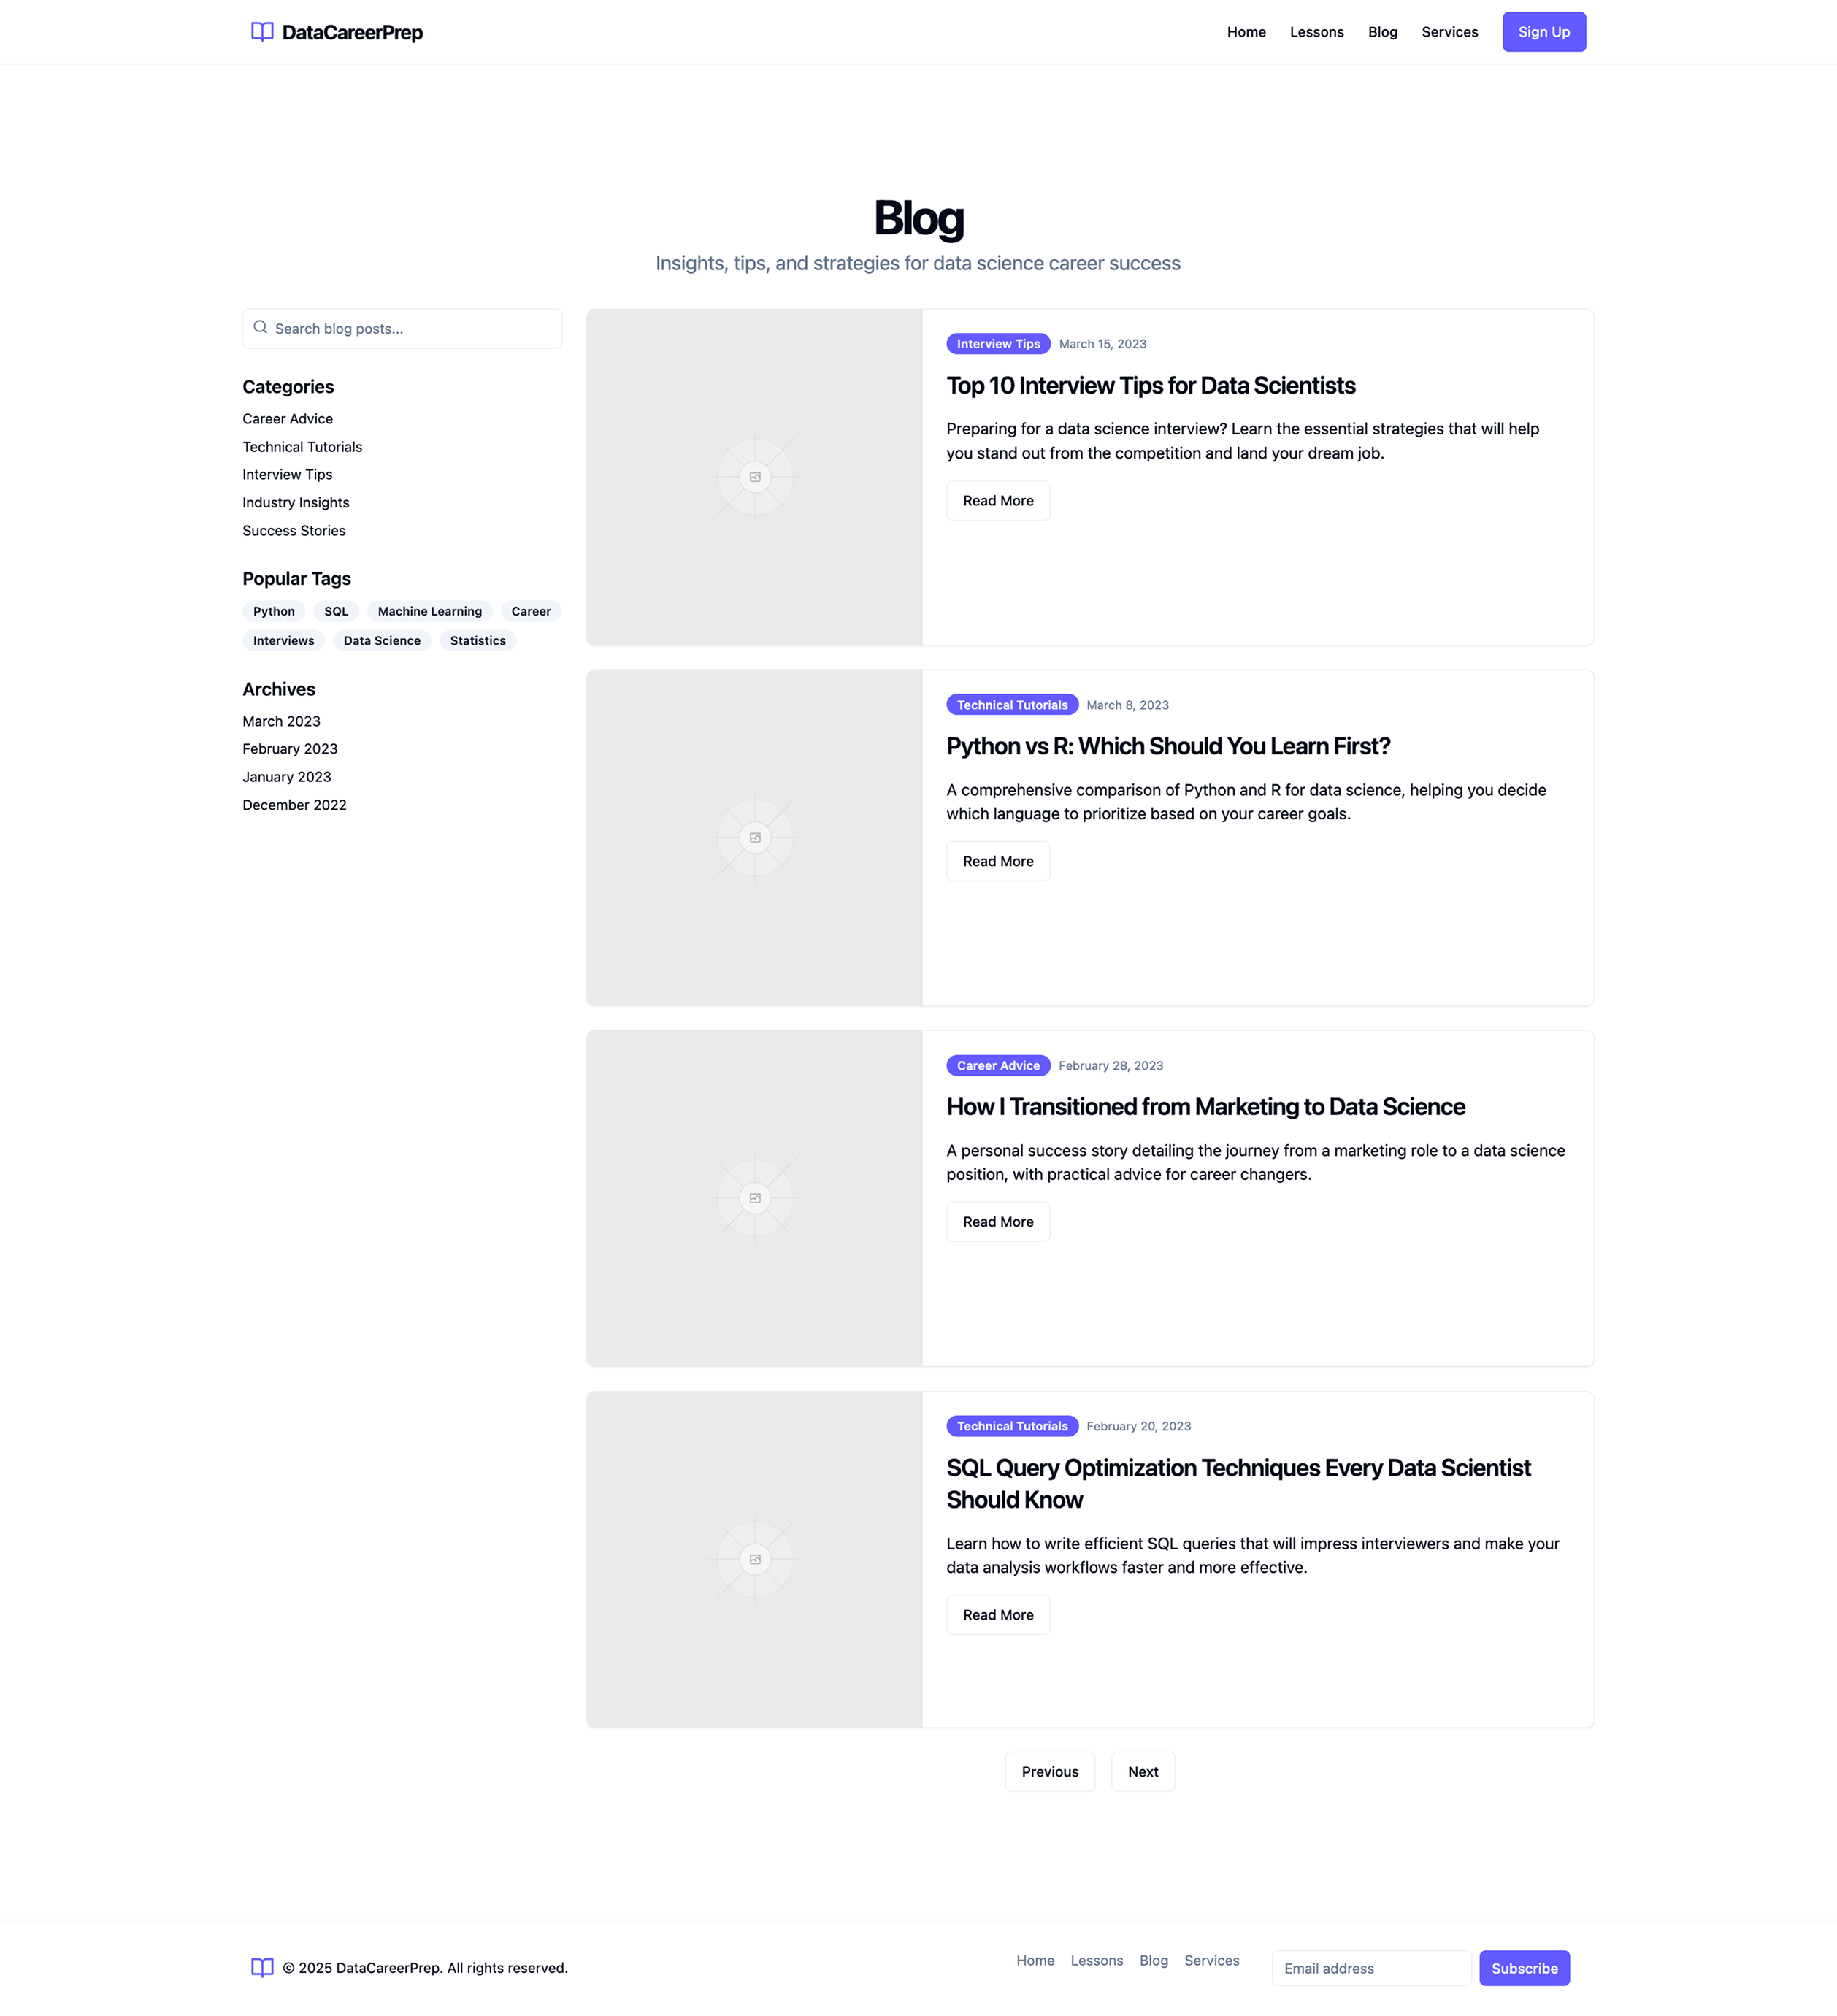 DataCareerPrep
Home
Lessons
Blog
Services
Sign Up
Blog
Insights, tips, and strategies for data science career success
Search blog posts...
Categories
Career Advice
Technical Tutorials
Interview Tips
Industry Insights
Success Stories
Popular Tags
Python
SQL
Machine Learning
Career
Interviews
Data Science
Statistics
Archives
March 2023
February 2023
January 2023
December 2022
Interview Tips
March 15, 2023
Top 10 Interview Tips for Data Scientists
Preparing for a data science interview? Learn the essential strategies that will help
you stand out from the competition and land your dream job.
Read More
Technical Tutorials
March 8, 2023
Python vs R: Which Should You Learn First?
A comprehensive comparison of Python and R for data science, helping you decide
which language to prioritize based on your career goals.
Read More
Career Advice
February 28, 2023
How I Transitioned from Marketing to Data Science
A personal success story detailing the journey from a marketing role to a data science
position, with practical advice for career changers.
Read More
Technical Tutorials
February 20, 2023
SQL Query Optimization Techniques Every Data Scientist
Should Know
Learn how to write efficient SQL queries that will impress interviewers and make your
data analysis workflows faster and more effective.
Read More
Previous
Next
© 2025 DataCareerPrep. All rights reserved.
Home
Lessons
Blog
Services
Email address
Subscribe